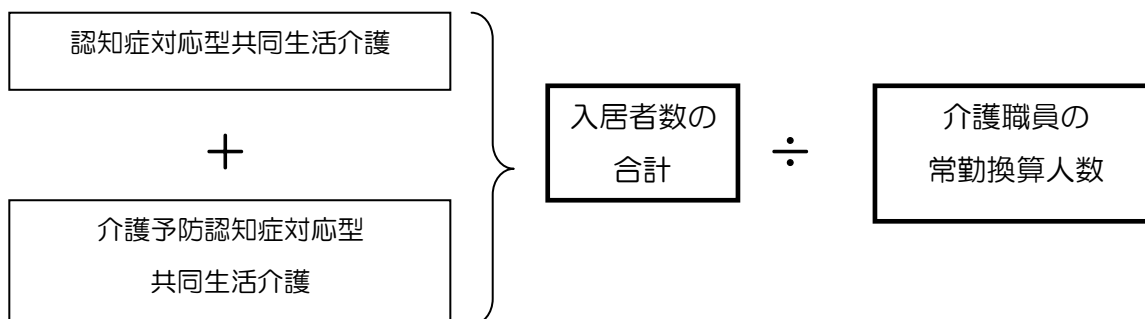 認知症対応型共同生活介護
＋
介護予防認知症対応型
共同生活介護
入居者数の
合計
÷
介護職員の
常勤換算人数